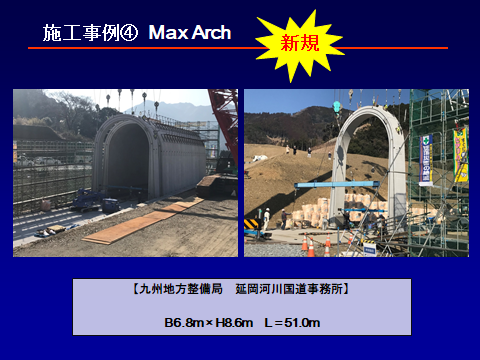 施工事例④ Max Arch
新規
【九州地方整備局　延岡河川国道事務所】
B6.8m×H8.6m　L=51.0m